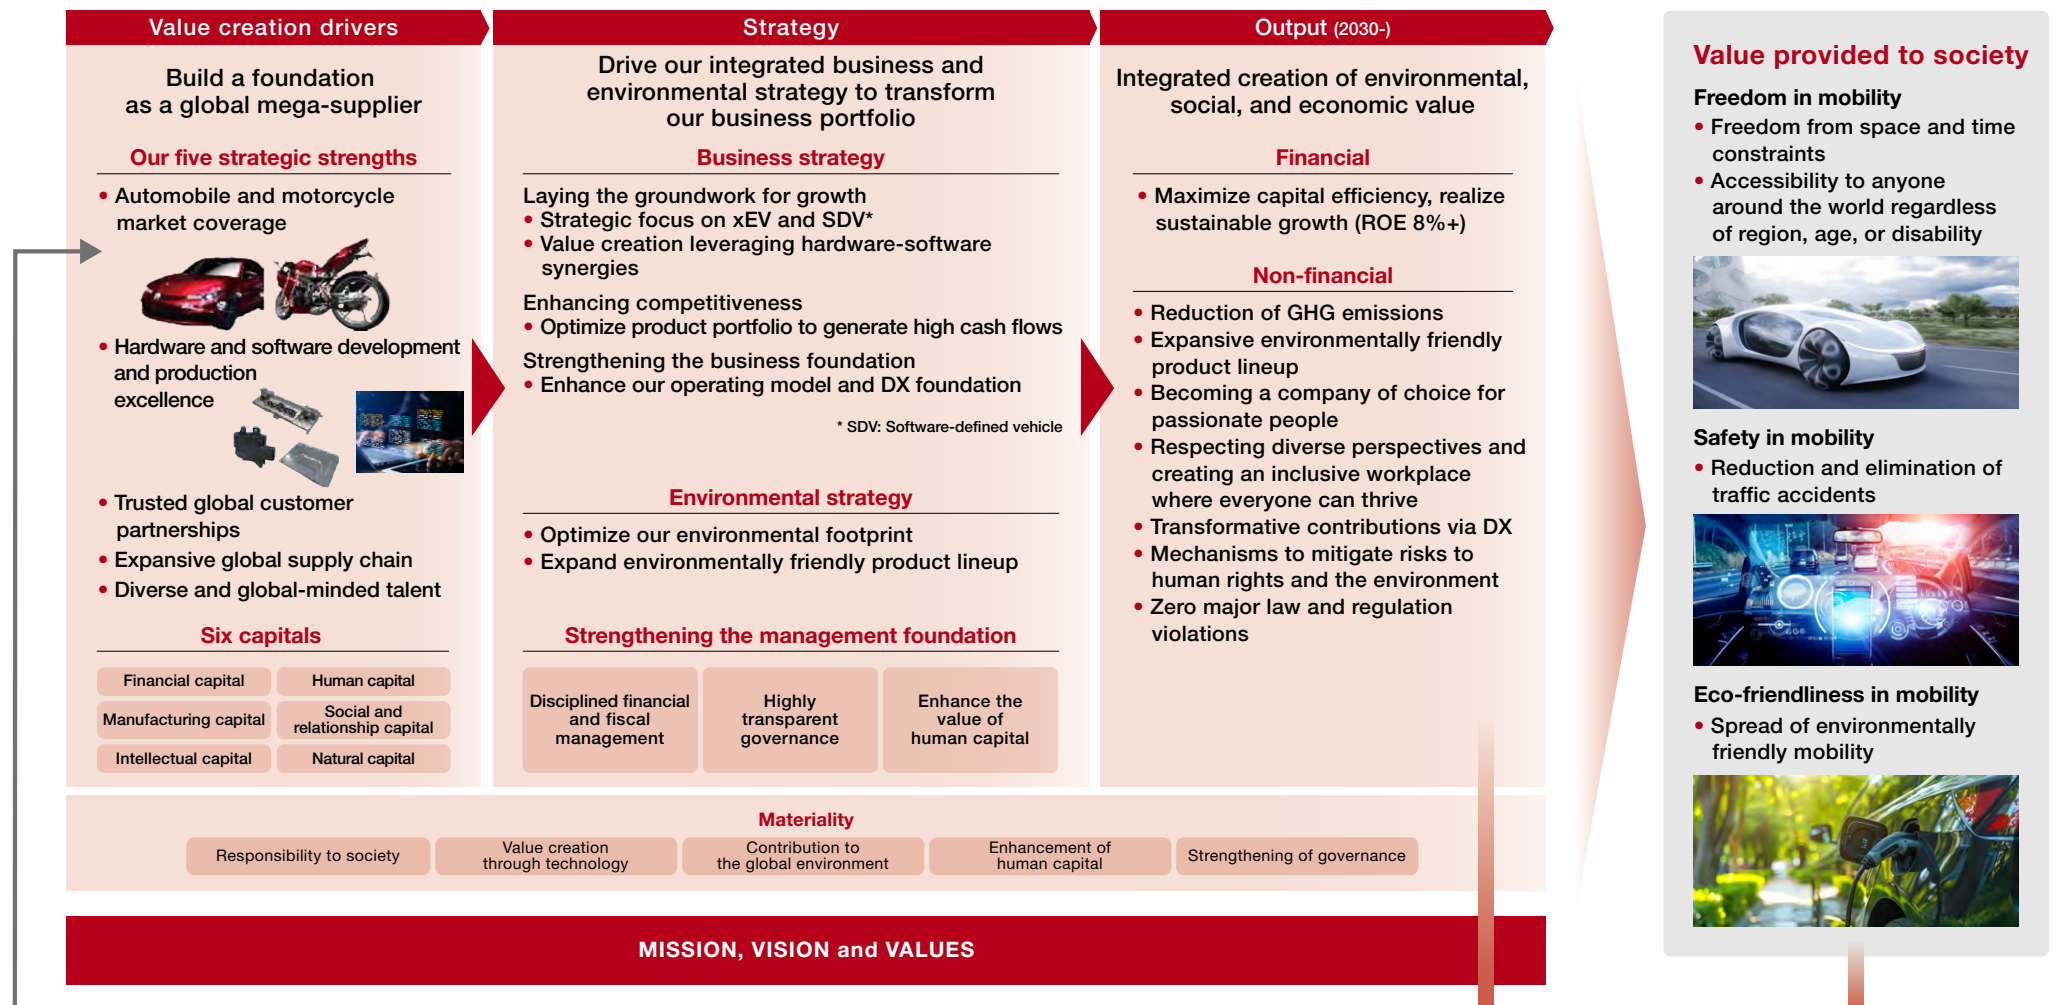 Value creation drivers
Build a foundation
as a global mega-supplier
Our five strategic strengths
• Automobile and motorcycle
market coverage
• Hardware and software development
and production
excellence
• Trusted global customer
partnerships
• Expansive global supply chain
• Diverse and global-minded talent
Six capitals
Financial capital
Human capital
Manufacturing capital
Social and
relationship capital
Intellectual capital
Natural capital
Strategy
Drive our integrated business and
environmental strategy to transform
our business portfolio
Business strategy
Laying the groundwork for growth
• Strategic focus on xEV and SDV*
• Value creation leveraging hardware-software
synergies
Enhancing competitiveness
• Optimize product portfolio to generate high cash flows
Strengthening the business foundation
• Enhance our operating model and DX foundation
* SDV: Software-defined vehicle
Environmental strategy
• Optimize our environmental footprint
• Expand environmentally friendly product lineup
Strengthening the management foundation
Disciplined financial
and fiscal
management
Highly
transparent
governance
Enhance the
value of
human capital
Output (2030-)
Integrated creation of environmental,
social, and economic value
Financial
• Maximize capital efficiency, realize
sustainable growth (ROE 8%+)
Non-financial
• Reduction of GHG emissions
• Expansive environmentally friendly
product lineup
• Becoming a company of choice for
passionate people
• Respecting diverse perspectives and
creating an inclusive workplace
where everyone can thrive
• Transformative contributions via DX
• Mechanisms to mitigate risks to
human rights and the environment
• Zero major law and regulation
violations
Materiality
Responsibility to society
Value creation
through technology
Contribution to
the global environment
Enhancement of
human capital
Strengthening of governance
MISSION, VISION and VALUES
Value provided to society
Freedom in mobility
• Freedom from space and time
constraints
• Accessibility to anyone
around the world regardless
of region, age, or disability
Safety in mobility
• Reduction and elimination of
traffic accidents
Eco-friendliness in mobility
• Spread of environmentally
friendly mobility